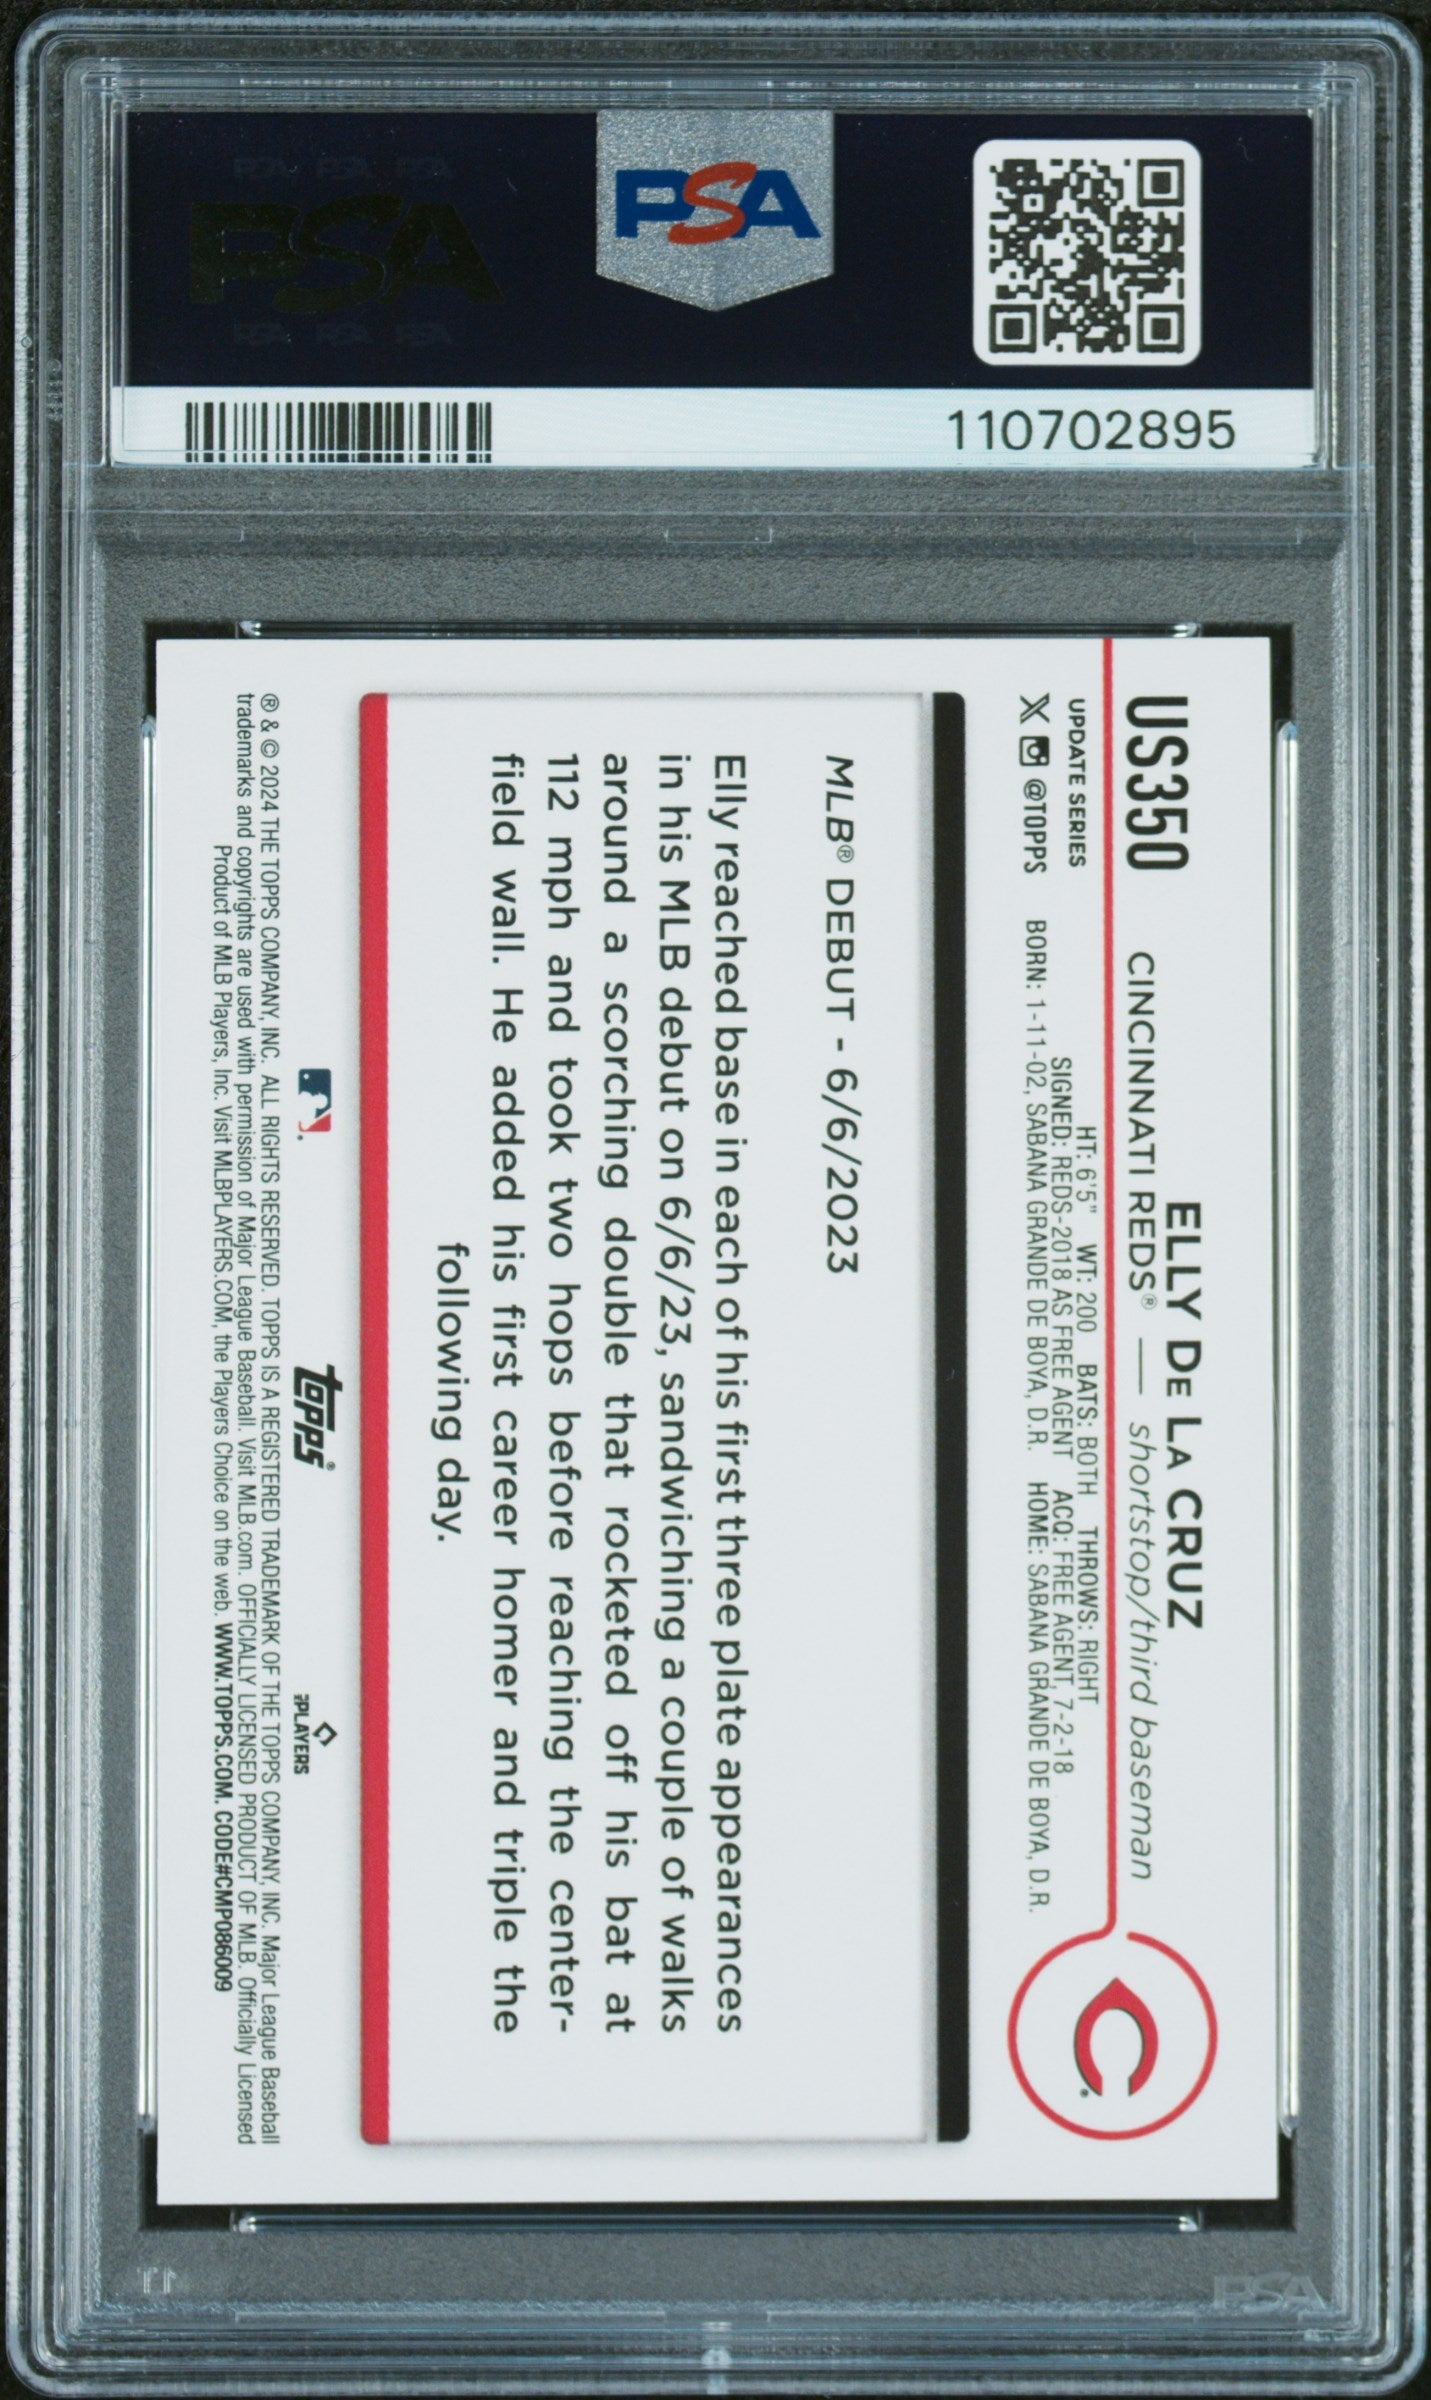 PSA
PSA
110702895
US350
UPDATE SERIES
@TOPPS
ELLY DE LA CRUZ
CINCINNATI REDS® — shortstop/third baseman
HT: 6'5" WT: 200 BATS: BOTH THROWS: RIGHT
SIGNED: REDS-2018 AS FREE AGENT ACQ: FREE AGENT, 7-2-18
BORN: 1-11-02, SABANA GRANDE DE BOYA, D.R. HOME: SABANA GRANDE DE BOYA, D.R.
C
MLB® DEBUT - 6/6/2023
Elly reached base in each of his first three plate appearances
in his MLB debut on 6/6/23, sandwiching a couple of walks
around a scorching double that rocketed off his bat at
112 mph and took two hops before reaching the center-
field wall. He added his first career homer and triple the
following day.
topps®
PLAYERS
® & © 2024 THE TOPPS COMPANY, INC. ALL RIGHTS RESERVED. TOPPS IS A REGISTERED TRADEMARK OF THE TOPPS COMPANY, INC. Major League Baseball
trademarks and copyrights are used with permission of Major League Baseball. Visit MLB.com. OFFICIALLY LICENSED PRODUCT OF MLB. Officially Licensed
Product of MLB Players, Inc. Visit MLBPLAYERS.COM, the Players Choice on the web. WWW.TOPPS.COM. CODE#CMP086009
PSA